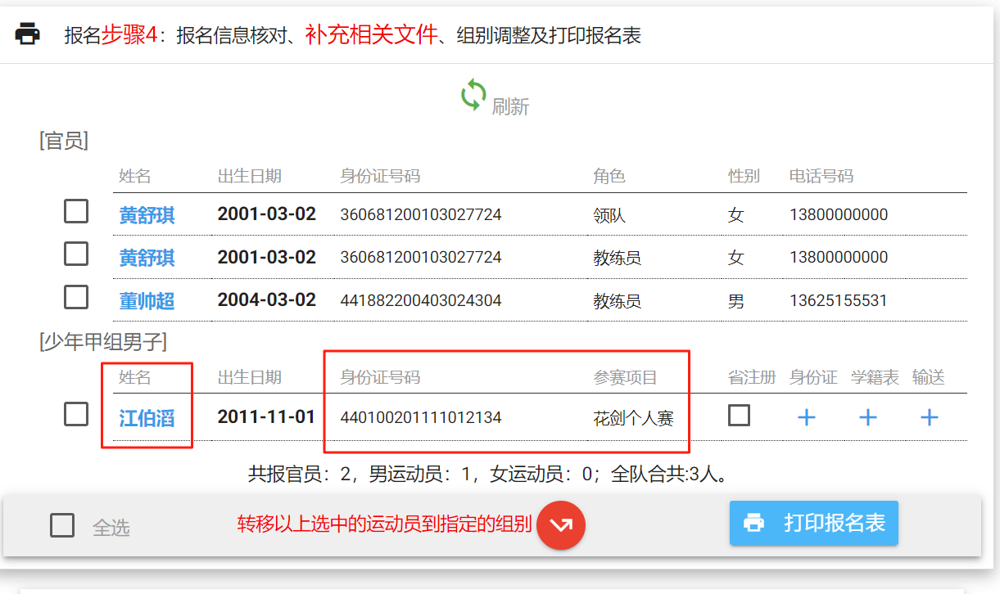 报名步骤4：报名信息核对、补充相关文件、组别调整及打印报名表
刷新
[官员]
姓名 出生日期 身份证号码 角色 性别 电话号码
黄舒琪 2001-03-02 360681200103027724 领队 女 13800000000
黄舒琪 2001-03-02 360681200103027724 教练员 女 13800000000
董帅超 2004-03-02 441882200403024304 教练员 男 13625155531
[少年甲组男子]
姓名 出生日期 身份证号码 参赛项目 省注册 身份证 学籍表 输送
江伯滔 2011-11-01 440100201111012134 花剑个人赛 + + +
共报官员：2，男运动员：1，女运动员：0；全队合共:3人。
全选 转移以上选中的运动员到指定的组别 打印报名表